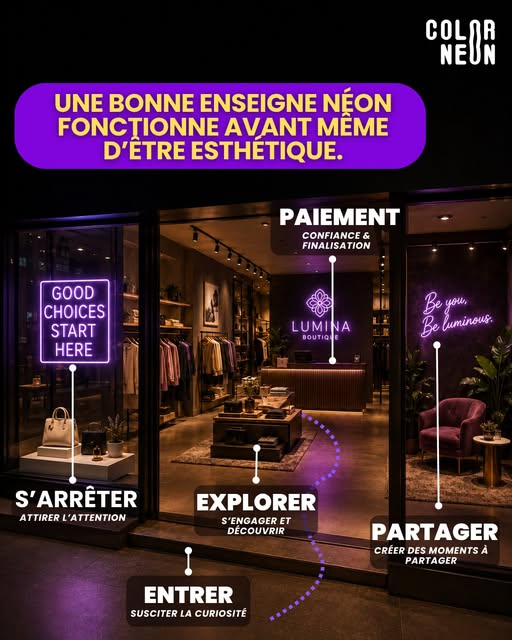 COLOR
NEON
UNE BONNE ENSEIGNE NÉON
FONCTIONNE AVANT MÊME
D'ÊTRE ESTHÉTIQUE.
PAIEMENT
CONFIANCE &
FINALISATION
GOOD
CHOICES
START
HERE
LUMINA
BOUTIQUE
Be you,
Be luminous.
S'ARRÊTER
ATTIRER L'ATTENTION
EXPLORER
S'ENGAGER ET
DÉCOUVRIR
PARTAGER
CRÉER DES MOMENTS À
PARTAGER
ENTRER
SUSCITER LA CURIOSITÉ